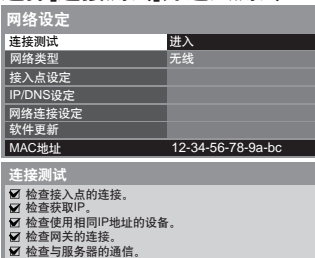 网络设定
连接测试 进入
网络类型 无线
接入点设定
IP/DNS设定
网络连接设定
软件更新
MAC地址 12-34-56-78-9a-bc
连接测试
检查接入点的连接。
检查获取IP。
检查使用相同IP地址的设备。
检查网关的连接。
检查与服务器的通信。